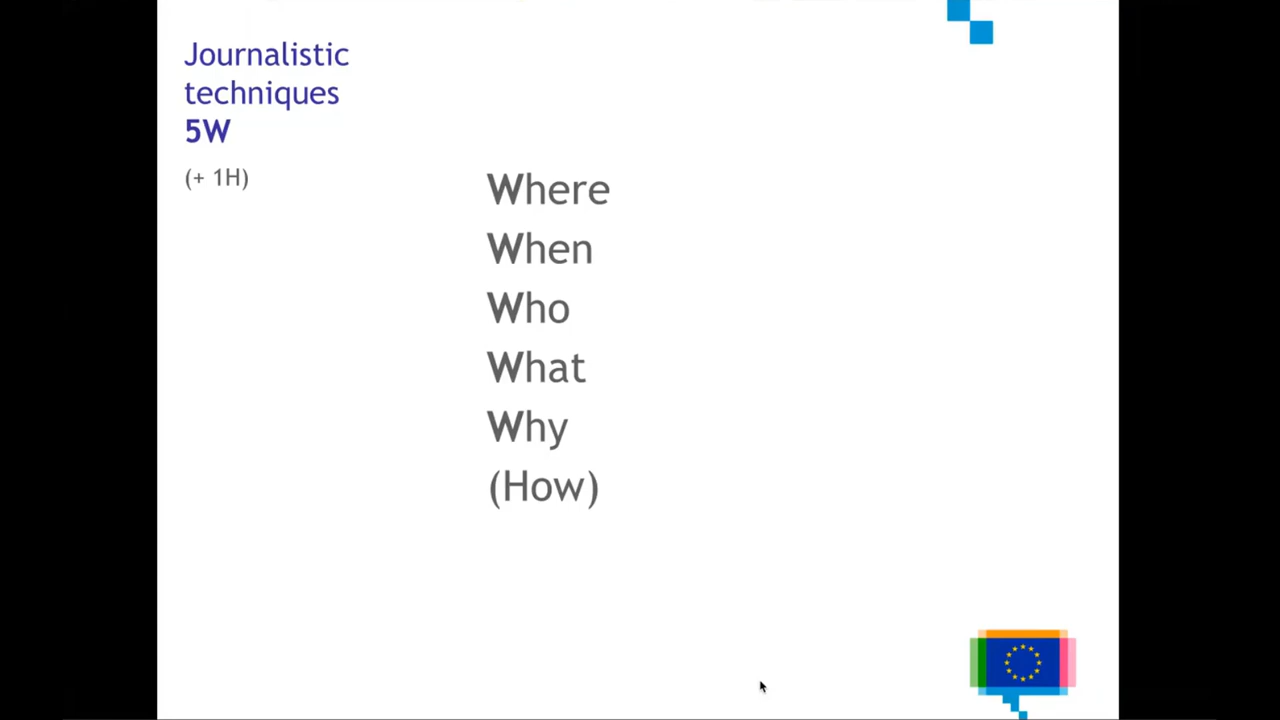 Journalistic
techniques
5W
(+ 1H)
Where
When
Who
What
Why
(How)